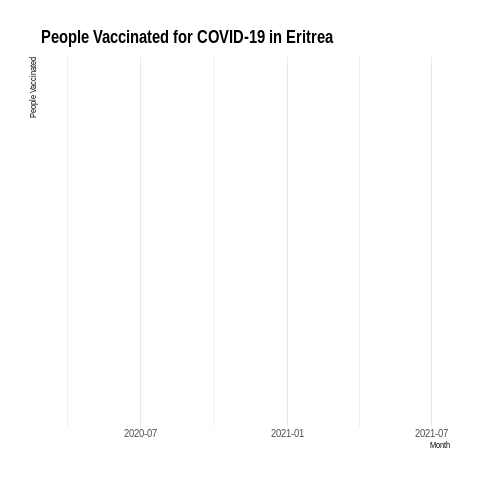 People Vaccinated for COVID-19 in Eritrea
People Vaccinated
2020-07
2021-01
2021-07
Month